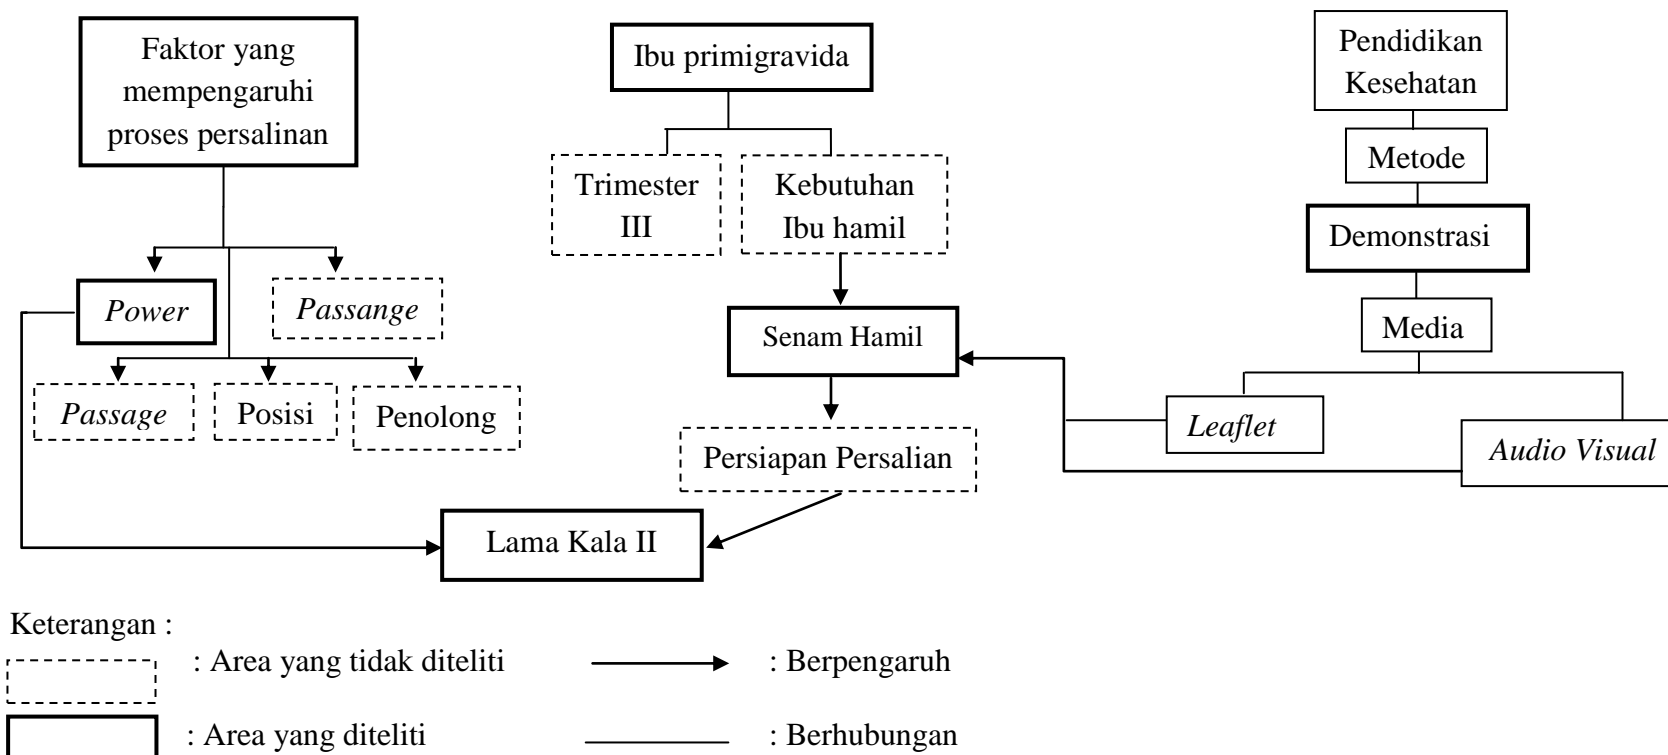 Faktor yang
mempengaruhi
proses persalinan
Ibu primigravida
Pendidikan
Kesehatan
Metode
Trimester
III
Kebutuhan
Ibu hamil
Demonstrasi
Power
Passange
Senam Hamil
Media
Passage
Posisi
Penolong
Leaflet
Audio Visual
Persiapan Persalian
Lama Kala II
Keterangan :
: Area yang tidak diteliti
: Berpengaruh
: Area yang diteliti
: Berhubungan